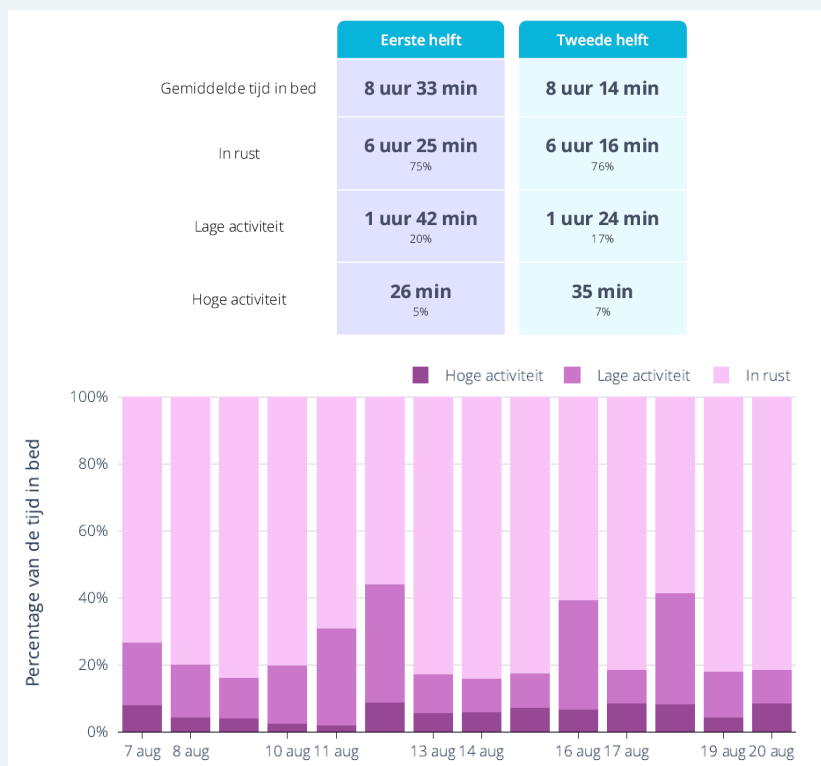 Eerste helft Tweede helft
Gemiddelde tijd in bed 8 uur 33 min 8 uur 14 min
In rust 6 uur 25 min 6 uur 16 min
75% 76%
Lage activiteit 1 uur 42 min 1 uur 24 min
20% 17%
Hoge activiteit 26 min 35 min
5% 7%
Hoge activiteit Lage activiteit In rust
Percentage van de tijd in bed
100%
80%
60%
40%
20%
0%
7 aug 8 aug 10 aug 11 aug 13 aug 14 aug 16 aug 17 aug 19 aug 20 aug